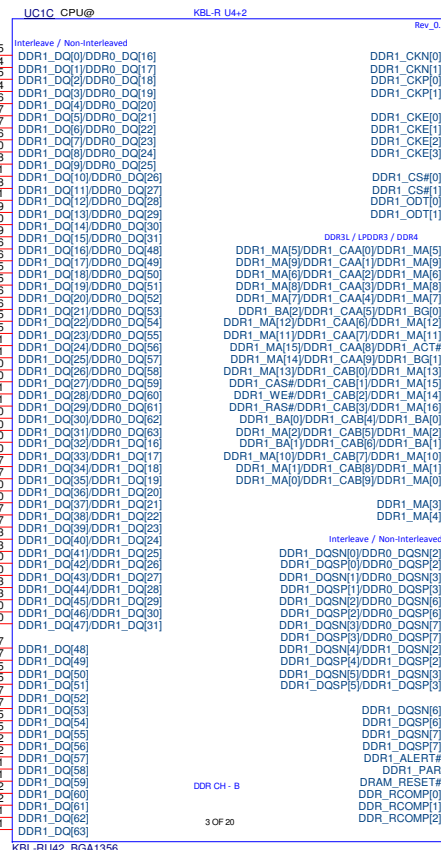 UC1C CPU@ KBL-R U4+2
Rev_0.
Interleave / Non-Interleaved
DDR1_DQ[0]/DDR0_DQ[16]
DDR1_DQ[1]/DDR0_DQ[17]
DDR1_DQ[2]/DDR0_DQ[18]
DDR1_DQ[3]/DDR0_DQ[19]
DDR1_DQ[4]/DDR0_DQ[20]
DDR1_DQ[5]/DDR0_DQ[21]
DDR1_DQ[6]/DDR0_DQ[22]
DDR1_DQ[7]/DDR0_DQ[23]
DDR1_DQ[8]/DDR0_DQ[24]
DDR1_DQ[9]/DDR0_DQ[25]
DDR1_DQ[10]/DDR0_DQ[26]
DDR1_DQ[11]/DDR0_DQ[27]
DDR1_DQ[12]/DDR0_DQ[28]
DDR1_DQ[13]/DDR0_DQ[29]
DDR1_DQ[14]/DDR0_DQ[30]
DDR1_DQ[15]/DDR0_DQ[31]
DDR1_DQ[16]/DDR0_DQ[48]
DDR1_DQ[17]/DDR0_DQ[49]
DDR1_DQ[18]/DDR0_DQ[50]
DDR1_DQ[19]/DDR0_DQ[51]
DDR1_DQ[20]/DDR0_DQ[52]
DDR1_DQ[21]/DDR0_DQ[53]
DDR1_DQ[22]/DDR0_DQ[54]
DDR1_DQ[23]/DDR0_DQ[55]
DDR1_DQ[24]/DDR0_DQ[56]
DDR1_DQ[25]/DDR0_DQ[57]
DDR1_DQ[26]/DDR0_DQ[58]
DDR1_DQ[27]/DDR0_DQ[59]
DDR1_DQ[28]/DDR0_DQ[60]
DDR1_DQ[29]/DDR0_DQ[61]
DDR1_DQ[30]/DDR0_DQ[62]
DDR1_DQ[31]/DDR0_DQ[63]
DDR1_DQ[32]/DDR1_DQ[16]
DDR1_DQ[33]/DDR1_DQ[17]
DDR1_DQ[34]/DDR1_DQ[18]
DDR1_DQ[35]/DDR1_DQ[19]
DDR1_DQ[36]/DDR1_DQ[20]
DDR1_DQ[37]/DDR1_DQ[21]
DDR1_DQ[38]/DDR1_DQ[22]
DDR1_DQ[39]/DDR1_DQ[23]
DDR1_DQ[40]/DDR1_DQ[24]
DDR1_DQ[41]/DDR1_DQ[25]
DDR1_DQ[42]/DDR1_DQ[26]
DDR1_DQ[43]/DDR1_DQ[27]
DDR1_DQ[44]/DDR1_DQ[28]
DDR1_DQ[45]/DDR1_DQ[29]
DDR1_DQ[46]/DDR1_DQ[30]
DDR1_DQ[47]/DDR1_DQ[31]
DDR1_DQ[48]
DDR1_DQ[49]
DDR1_DQ[50]
DDR1_DQ[51]
DDR1_DQ[52]
DDR1_DQ[53]
DDR1_DQ[54]
DDR1_DQ[55]
DDR1_DQ[56]
DDR1_DQ[57]
DDR1_DQ[58]
DDR1_DQ[59]
DDR1_DQ[60]
DDR1_DQ[61]
DDR1_DQ[62]
DDR1_DQ[63]
DDR1_CKN[0]
DDR1_CKN[1]
DDR1_CKP[0]
DDR1_CKP[1]
DDR1_CKE[0]
DDR1_CKE[1]
DDR1_CKE[2]
DDR1_CKE[3]
DDR1_CS#[0]
DDR1_CS#[1]
DDR1_ODT[0]
DDR1_ODT[1]
DDR3L / LPDDR3 / DDR4
DDR1_MA[5]/DDR1_CAA[0]/DDR1_MA[5]
DDR1_MA[9]/DDR1_CAA[1]/DDR1_MA[9]
DDR1_MA[6]/DDR1_CAA[2]/DDR1_MA[6]
DDR1_MA[8]/DDR1_CAA[3]/DDR1_MA[8]
DDR1_MA[7]/DDR1_CAA[4]/DDR1_MA[7]
DDR1_BA[2]/DDR1_CAA[5]/DDR1_BG[0]
DDR1_MA[12]/DDR1_CAA[6]/DDR1_MA[12]
DDR1_MA[11]/DDR1_CAA[7]/DDR1_MA[11]
DDR1_MA[15]/DDR1_CAA[8]/DDR1_ACT#
DDR1_MA[14]/DDR1_CAA[9]/DDR1_BG[1]
DDR1_MA[13]/DDR1_CAB[0]/DDR1_MA[13]
DDR1_CAS#/DDR1_CAB[1]/DDR1_MA[15]
DDR1_WE#/DDR1_CAB[2]/DDR1_MA[14]
DDR1_RAS#/DDR1_CAB[3]/DDR1_MA[16]
DDR1_BA[0]/DDR1_CAB[4]/DDR1_BA[0]
DDR1_MA[2]/DDR1_CAB[5]/DDR1_MA[2]
DDR1_BA[1]/DDR1_CAB[6]/DDR1_BA[1]
DDR1_MA[10]/DDR1_CAB[7]/DDR1_MA[10]
DDR1_MA[1]/DDR1_CAB[8]/DDR1_MA[1]
DDR1_MA[0]/DDR1_CAB[9]/DDR1_MA[0]
DDR1_MA[3]
DDR1_MA[4]
Interleave / Non-Interleaved
DDR1_DQSN[0]/DDR0_DQSN[2]
DDR1_DQSP[0]/DDR0_DQSP[2]
DDR1_DQSN[1]/DDR0_DQSN[3]
DDR1_DQSP[1]/DDR0_DQSP[3]
DDR1_DQSN[2]/DDR0_DQSN[6]
DDR1_DQSP[2]/DDR0_DQSP[6]
DDR1_DQSN[3]/DDR0_DQSN[7]
DDR1_DQSP[3]/DDR0_DQSP[7]
DDR1_DQSN[4]/DDR1_DQSN[2]
DDR1_DQSP[4]/DDR1_DQSP[2]
DDR1_DQSN[5]/DDR1_DQSN[3]
DDR1_DQSP[5]/DDR1_DQSP[3]
DDR1_DQSN[6]
DDR1_DQSP[6]
DDR1_DQSN[7]
DDR1_DQSP[7]
DDR1_ALERT#
DDR1_PAR
DRAM_RESET#
DDR_RCOMP[0]
DDR_RCOMP[1]
DDR_RCOMP[2]
DDR CH - B
3 OF 20
KBL-RU42_BGA1356